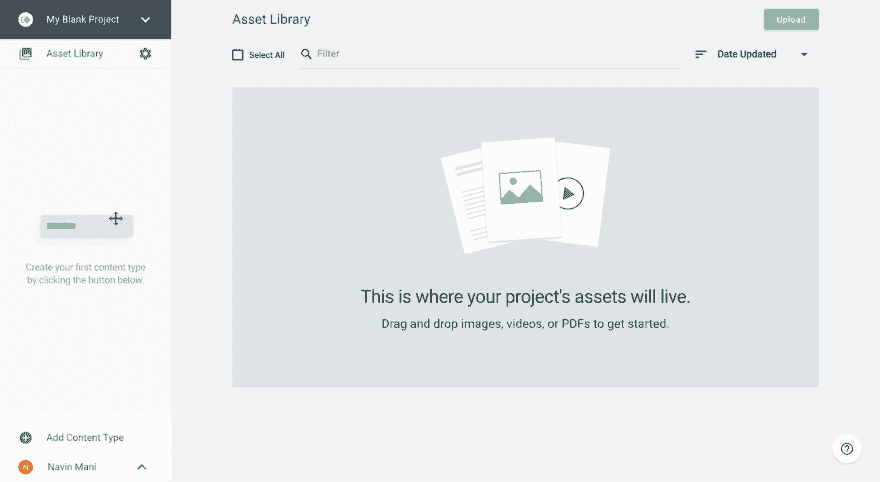 My Blank Project
Asset Library
Create your first content type
by clicking the button below.
Add Content Type
N
Navin Mani
Asset Library
Upload
Select All
Filter
Date Updated
This is where your project's assets will live.
Drag and drop images, videos, or PDFs to get started.
?